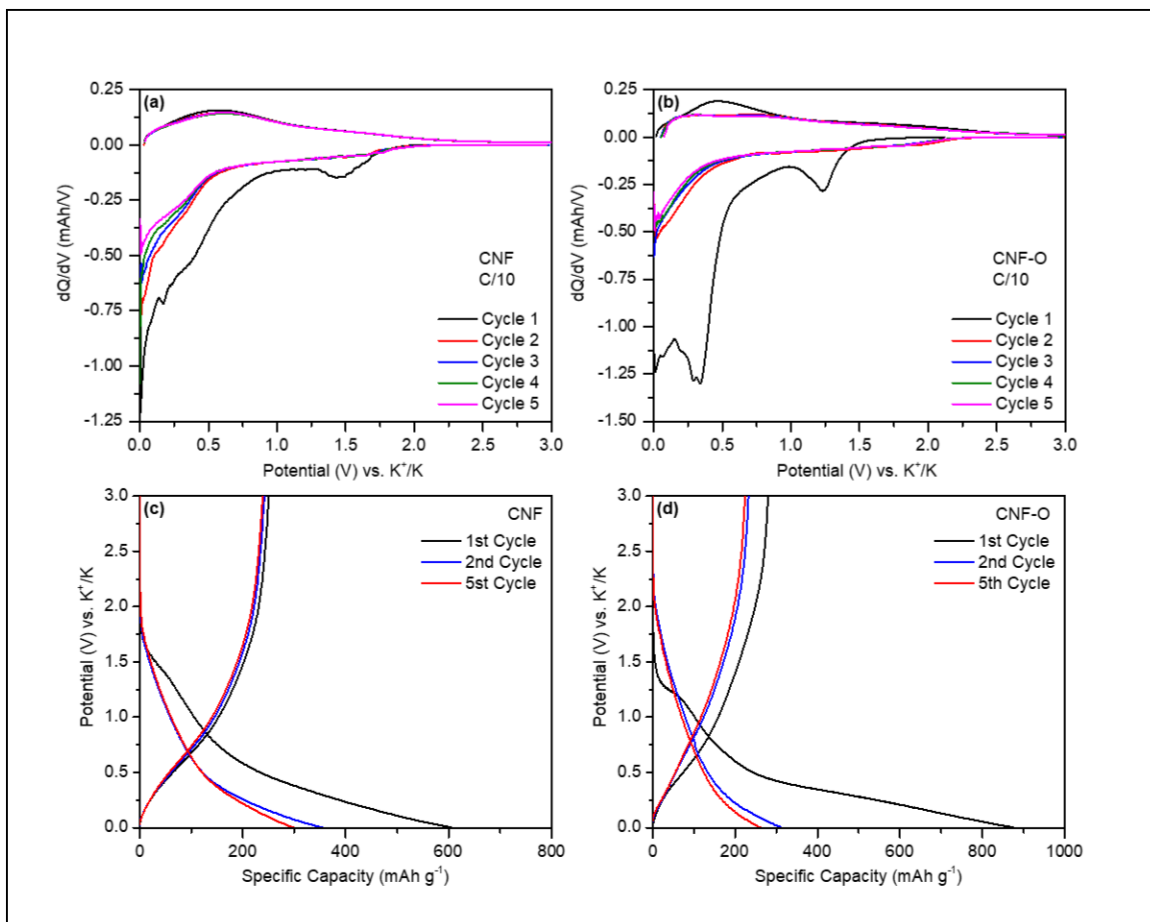 (a)
0.25
0.00
-0.25
-0.50
-0.75
-1.00
-1.25
dQ/dV (mAh/V)
CNF
C/10
Cycle 1
Cycle 2
Cycle 3
Cycle 4
Cycle 5
0.0 0.5 1.0 1.5 2.0 2.5 3.0
Potential (V) vs. K⁺/K
(b)
0.25
0.00
-0.25
-0.50
-0.75
-1.00
-1.25
-1.50
dQ/dV (mAh/V)
CNF-O
C/10
Cycle 1
Cycle 2
Cycle 3
Cycle 4
Cycle 5
0.0 0.5 1.0 1.5 2.0 2.5 3.0
Potential (V) vs. K⁺/K
(c)
3.0
2.5
2.0
1.5
1.0
0.5
0.0
Potential (V) vs. K⁺/K
CNF
1st Cycle
2nd Cycle
5st Cycle
0 200 400 600 800
Specific Capacity (mAh g⁻¹)
(d)
3.0
2.5
2.0
1.5
1.0
0.5
0.0
Potential (V) vs. K⁺/K
CNF-O
1st Cycle
2nd Cycle
5th Cycle
0 200 400 600 800 1000
Specific Capacity (mAh g⁻¹)